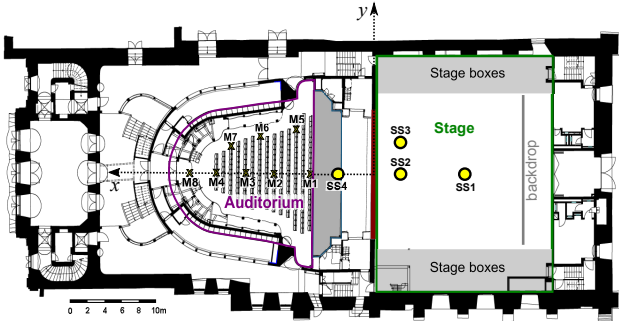 y
Stage boxes
Stage
backdrop
SS3
SS2
SS1
SS4
M5
M6
M7
M8
M4
M3
M2
M1
x
Auditorium
Stage boxes
0 2 4 6 8 10m